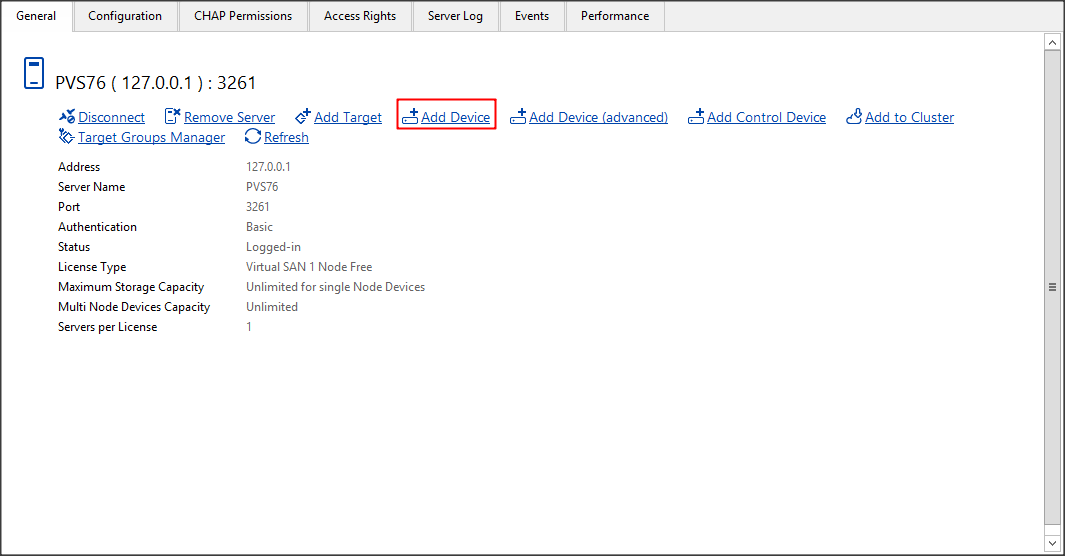 General Configuration CHAP Permissions Access Rights Server Log Events Performance
PVS76 ( 127.0.0.1 ) : 3261
Disconnect Remove Server Add Target Add Device Add Device (advanced) Add Control Device Add to Cluster
Target Groups Manager Refresh
Address 127.0.0.1
Server Name PVS76
Port 3261
Authentication Basic
Status Logged-in
License Type Virtual SAN 1 Node Free
Maximum Storage Capacity Unlimited for single Node Devices
Multi Node Devices Capacity Unlimited
Servers per License 1